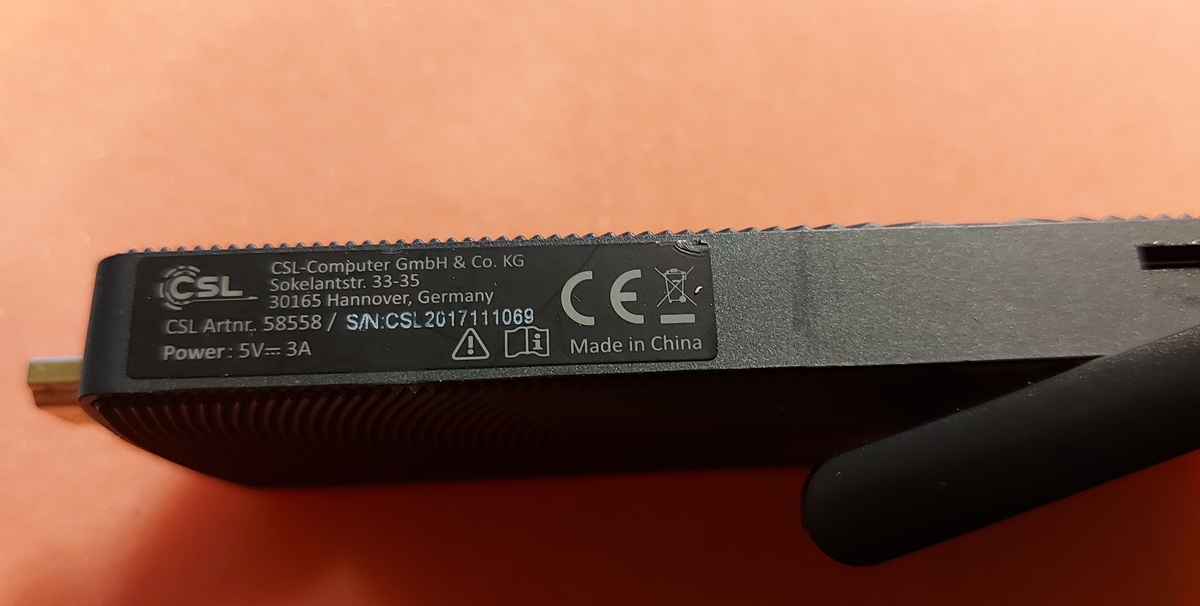 CSL
CSL-Computer GmbH & Co. KG
Sokelantstr. 33-35
30165 Hannover, Germany
CSL Artnr. 58558 / S/N:CSL2017111069
Power: 5V⎓ 3A
CE
Made in China